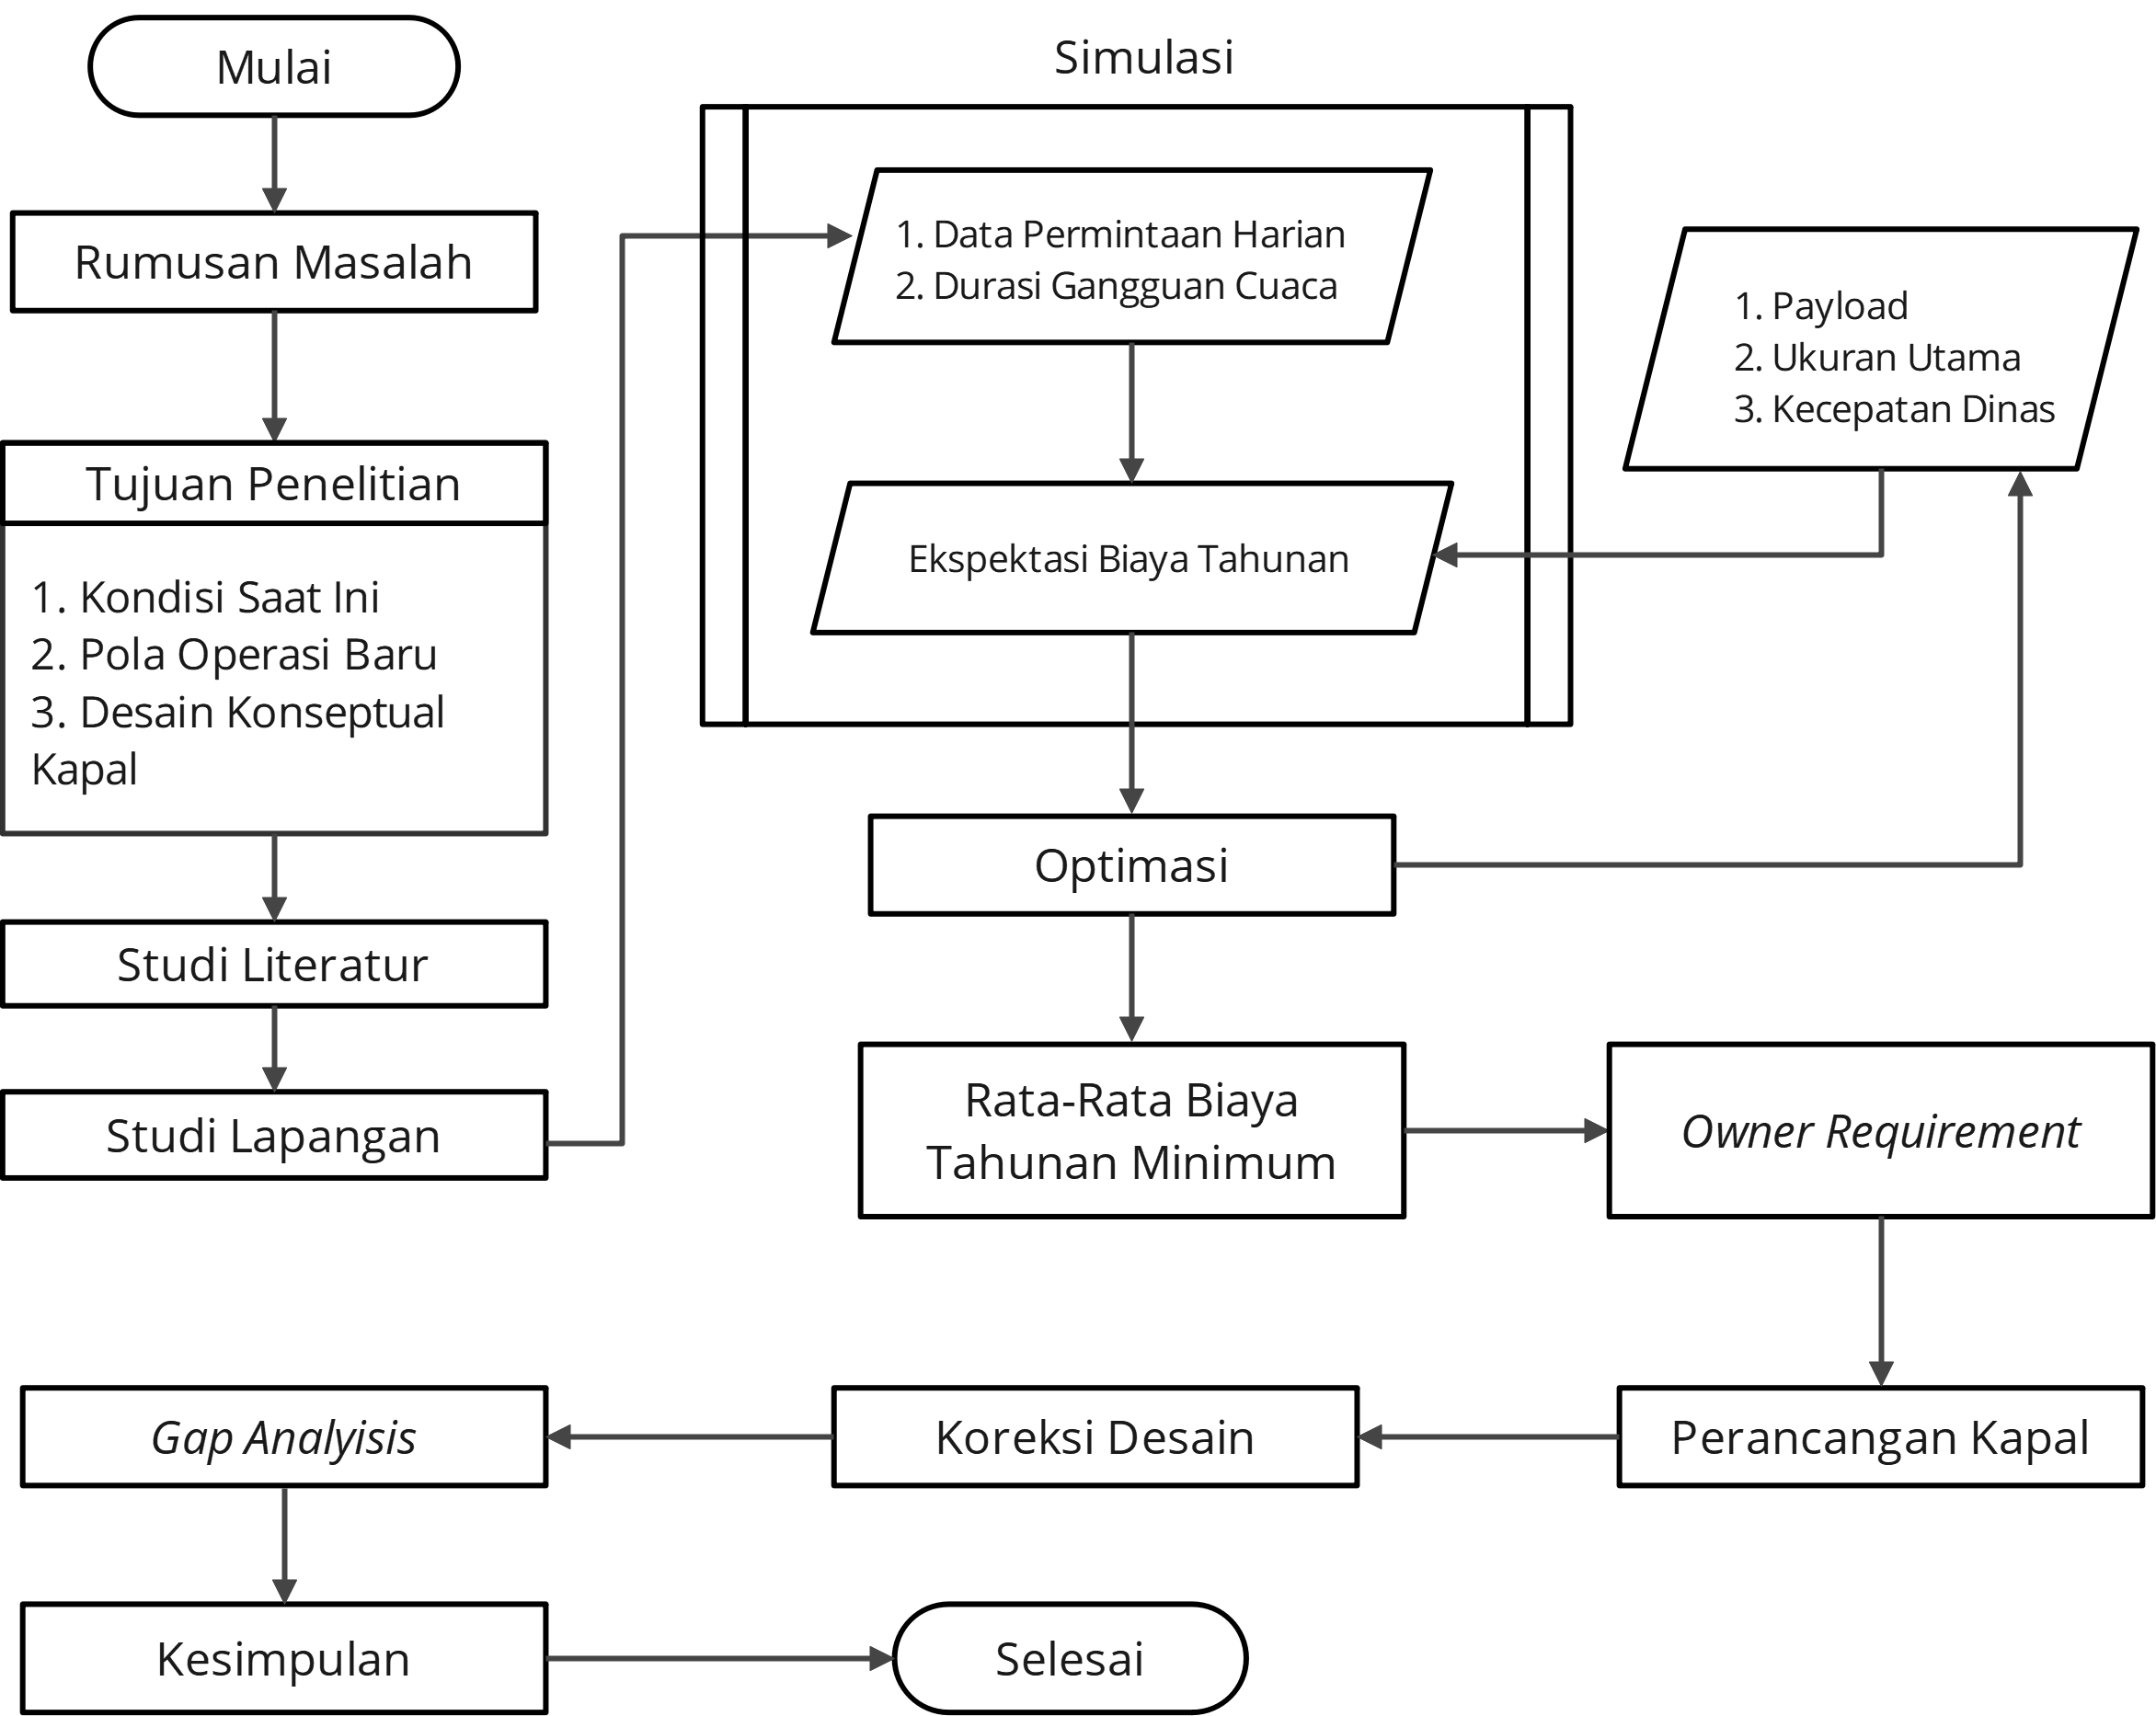 Mulai
Rumusan Masalah
Tujuan Penelitian
1. Kondisi Saat Ini
2. Pola Operasi Baru
3. Desain Konseptual
Kapal
Studi Literatur
Studi Lapangan
Simulasi
1. Data Permintaan Harian
2. Durasi Gangguan Cuaca
Ekspektasi Biaya Tahunan
1. Payload
2. Ukuran Utama
3. Kecepatan Dinas
Optimasi
Rata-Rata Biaya
Tahunan Minimum
Owner Requirement
Perancangan Kapal
Koreksi Desain
Gap Analyisis
Kesimpulan
Selesai